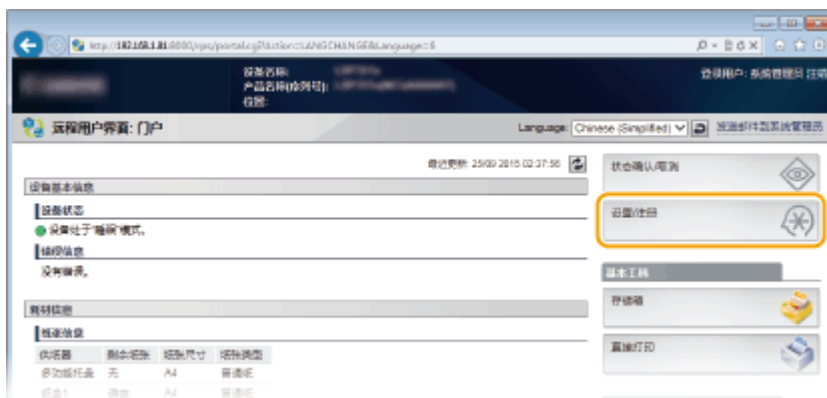 http://192.168.1.81:8000/rps/portal.cgi?Action=LANGCHANGE&Language=6
设备名称:
产品名称(序列号):
位置:
登录用户: 系统管理员 注销
远程用户界面: 门户
Language: Chinese (Simplified)
发送邮件到系统管理员
最近更新: 25/09 2015 02:37:56
状态确认/取消
设备基本信息
设置/注册
设备状态
设备处于"睡眠"模式。
错误信息
没有错误。
基本工具
耗材信息
存储箱
纸张信息
供纸器 剩余纸张 纸张尺寸 纸张类型
直接打印
多功能托盘 无 A4 普通纸
纸盒1 A4 普通纸